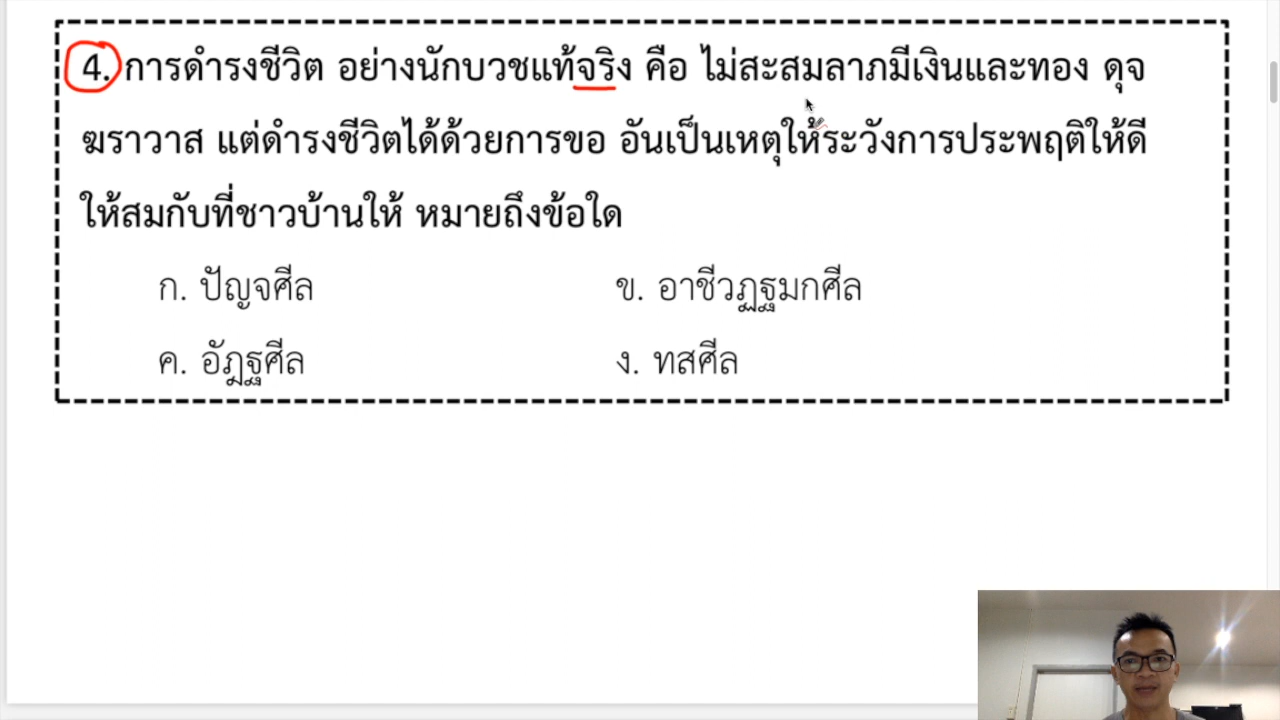 4. การดำรงชีวิต อย่างนักบวชแท้จริง คือ ไม่สะสมลาภมีเงินและทอง ดุจ
ฆราวาส แต่ดำรงชีวิตได้ด้วยการขอ อันเป็นเหตุให้ระวังการประพฤติให้ดี
ให้สมกับที่ชาวบ้านให้ หมายถึงข้อใด
ก. ปัญจศีล ข. อาชีวฏฐมกศีล
ค. อัฎฐศีล ง. ทสศีล